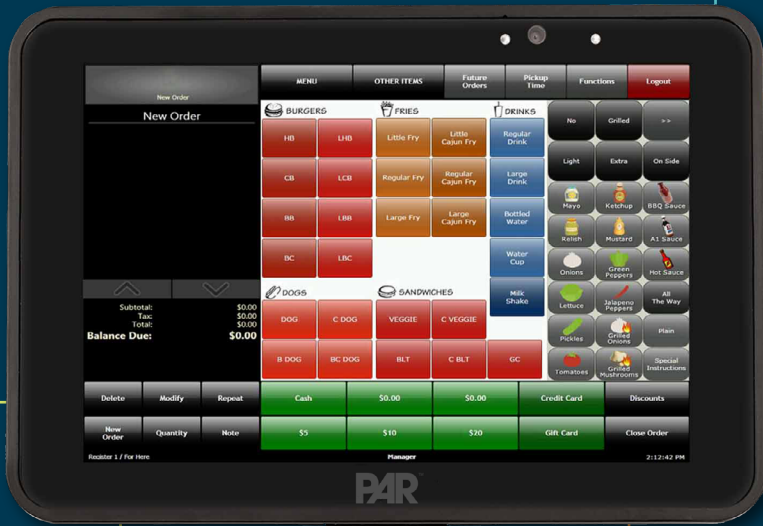 New Order
New Order
Subtotal: $0.00
Tax: $0.00
Total: $0.00
Balance Due: $0.00
MENU
OTHER ITEMS
Future
Orders
Pickup
Time
Functions
Logout
BURGERS
HB
LHB
CB
LCB
BB
LBB
BC
LBC
FRIES
Little Fry
Little
Cajun Fry
Regular Fry
Regular
Cajun Fry
Large Fry
Large
Cajun Fry
DRINKS
Regular
Drink
Large
Drink
Bottled
Water
Water
Cup
Milk
Shake
DOGS
DOG
C DOG
B DOG
BC DOG
SANDWICHES
VEGGIE
C VEGGIE
BLT
C BLT
GC
No
Grilled
>>
Light
Extra
On Side
Mayo
Ketchup
BBQ Sauce
Relish
Mustard
A1 Sauce
Onions
Green
Peppers
Hot Sauce
Lettuce
Jalapeno
Peppers
All
The Way
Pickles
Grilled
Onions
Plain
Tomatoes
Grilled
Mushrooms
Special
Instructions
Delete
Modify
Repeat
Cash
$0.00
$0.00
Credit Card
Discounts
New
Order
Quantity
Note
$5
$10
$20
Gift Card
Close Order
Register 1 / For Here
Manager
2:12:42 PM
PAR